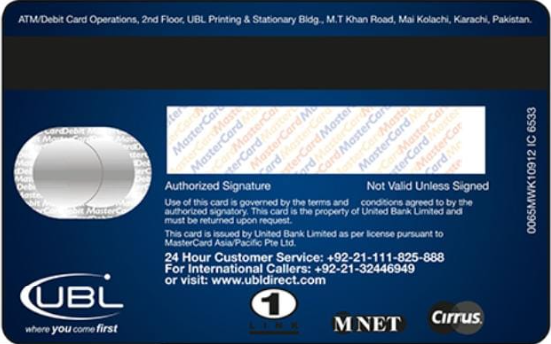 ATM/Debit Card Operations, 2nd Floor, UBL Printing & Stationary Bldg., M.T Khan Road, Mai Kolachi, Karachi, Pakistan.
MasterCard
Debit MasterCard
Authorized Signature Not Valid Unless Signed
0065MWK10912 IC 6533
Use of this card is governed by the terms and conditions agreed to by the
authorized signatory. This card is the property of United Bank Limited and
must be returned upon request.
This card is issued by United Bank Limited as per license pursuant to
MasterCard Asia/Pacific Pte Ltd.
24 Hour Customer Service: +92-21-111-825-888
For International Callers: +92-21-32446949
or visit: www.ubldirect.com
UBL
where you come first
1
LINK
MNET
Cirrus